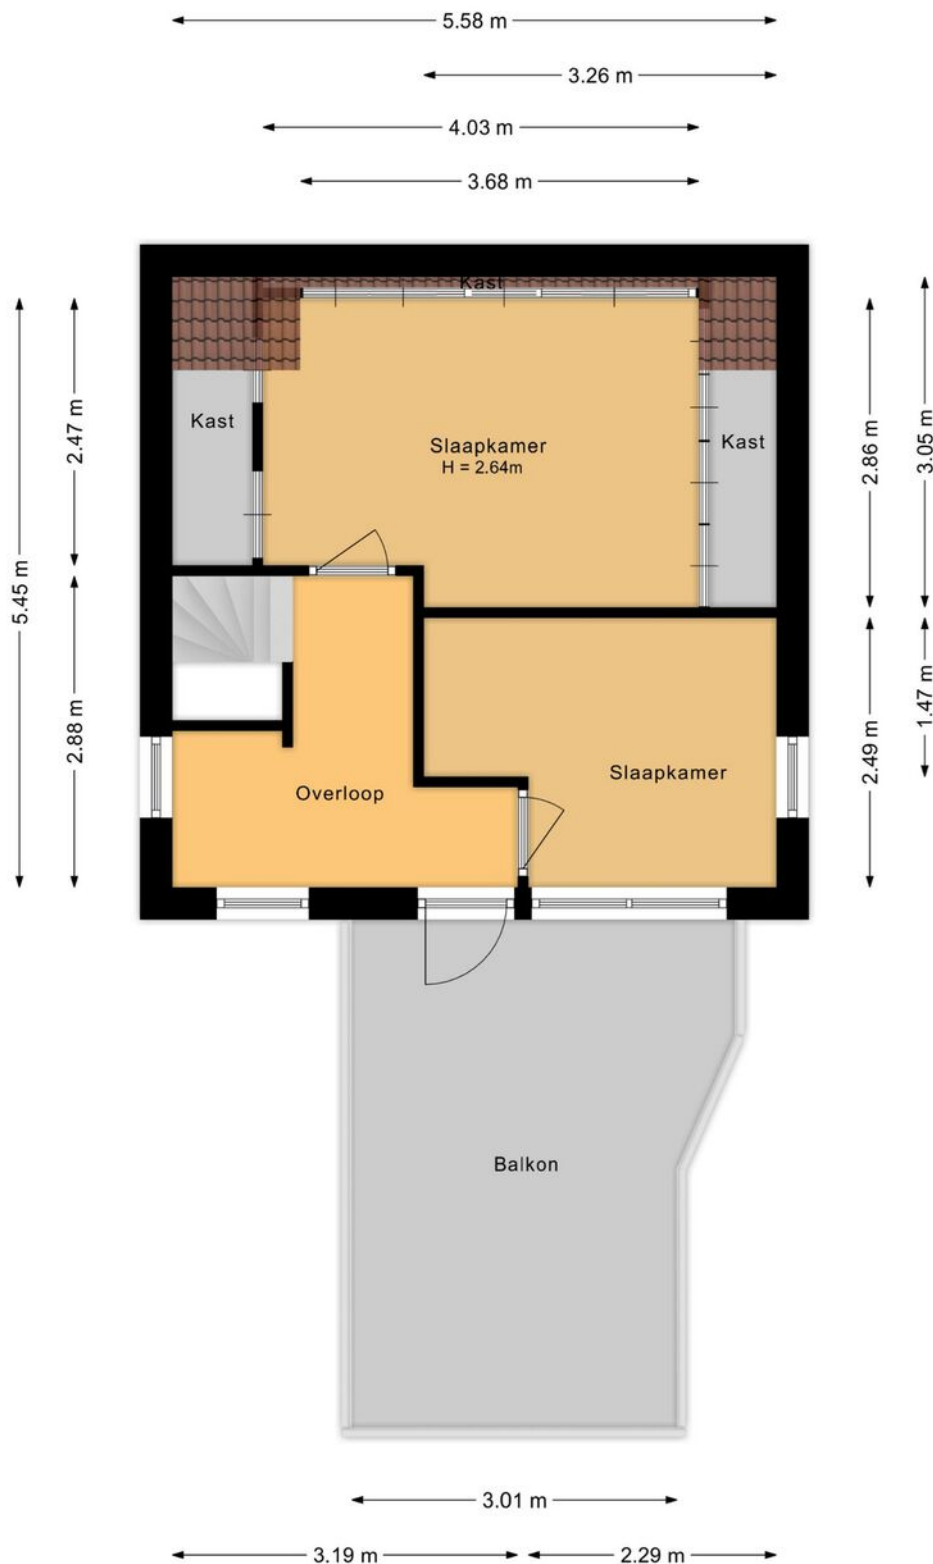 5.58 m
3.26 m
4.03 m
3.68 m
Kast
Kast
Slaapkamer
H = 2.64m
Kast
2.47 m
5.45 m
2.88 m
2.86 m
3.05 m
1.47 m
2.49 m
Slaapkamer
Overloop
Balkon
3.01 m
3.19 m
2.29 m